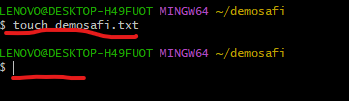 LENOVO@DESKTOP-H49FUOT MINGW64 ~/demosafi
$ touch demosafi.txt
LENOVO@DESKTOP-H49FUOT MINGW64 ~/demosafi
$